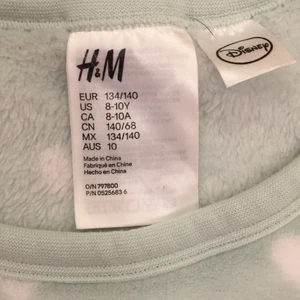 H&M
EUR 134/140
US 8-10Y
CA 8-10A
CN 140/68
MX 134/140
AUS 10
Made in China
Fabriqué en Chine
Hecho en China
O/N 797800
P/N 0525683 6
Disney